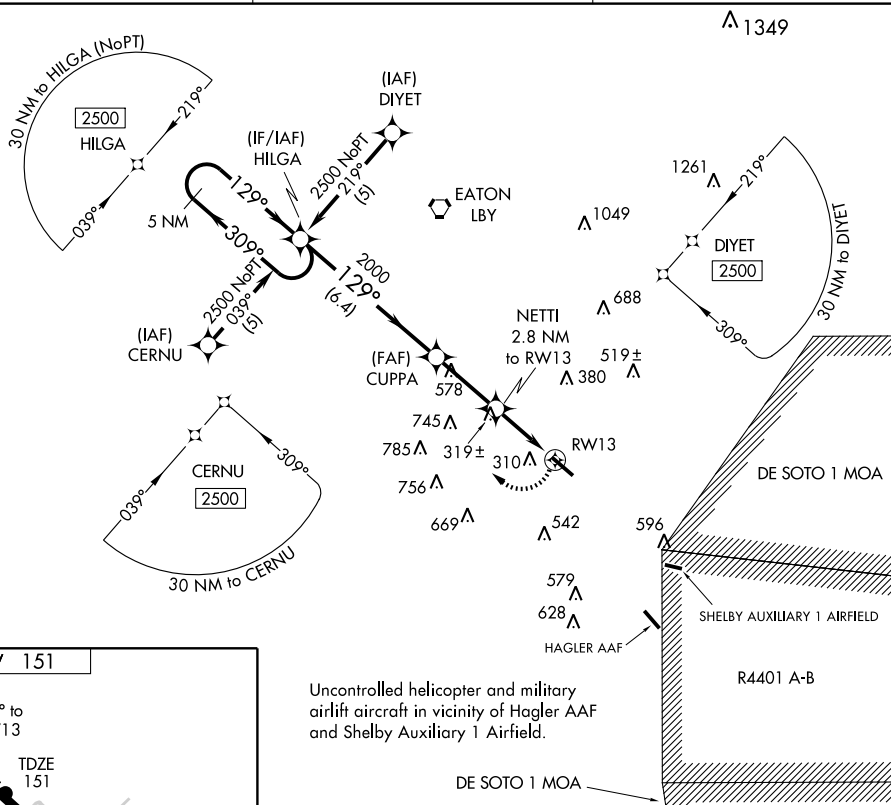 1349
30 NM to HILGA (NoPT)
2500
HILGA
219°
039°
(IAF)
DIYET
(IF/IAF)
HILGA
2500 NoPT
219°
(5)
129°
5 NM
309°
EATON
LBY
1261
1049
219°
DIYET
2500
309°
30 NM to DIYET
2500 NoPT
039°
(5)
(IAF)
CERNU
2000
129°
(6.4)
688
NETTI
2.8 NM
to RW13
(FAF)
CUPPA
519±
578
380
745
785
319±
310
RW13
756
669
542
596
CERNU
2500
039°
309°
30 NM to CERNU
DE SOTO 1 MOA
579
628
SHELBY AUXILIARY 1 AIRFIELD
HAGLER AAF
R4401 A-B
Uncontrolled helicopter and military
airlift aircraft in vicinity of Hagler AAF
and Shelby Auxiliary 1 Airfield.
DE SOTO 1 MOA
151
° to
13
TDZE
151